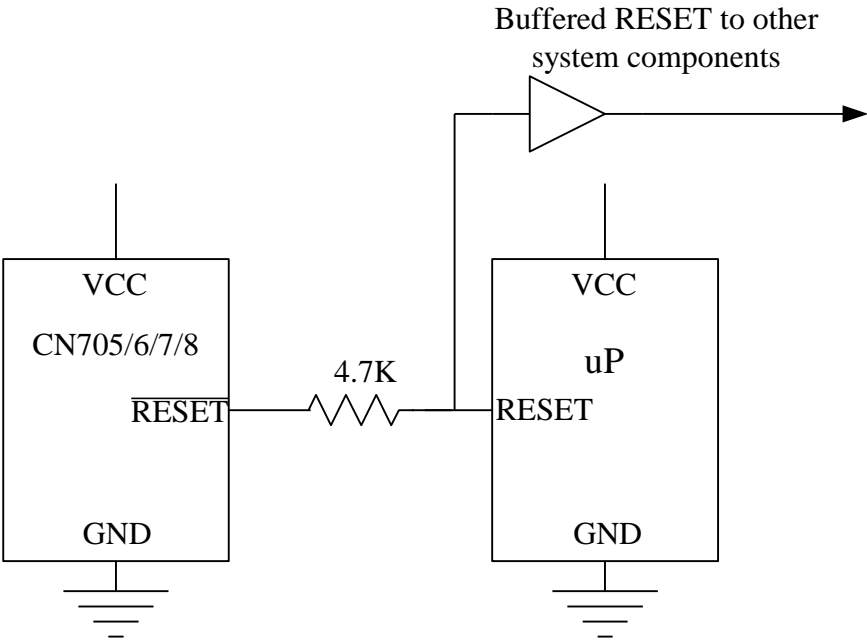 Buffered RESET to other
system components
VCC
CN705/6/7/8
RESET
GND
4.7K
VCC
uP
RESET
GND